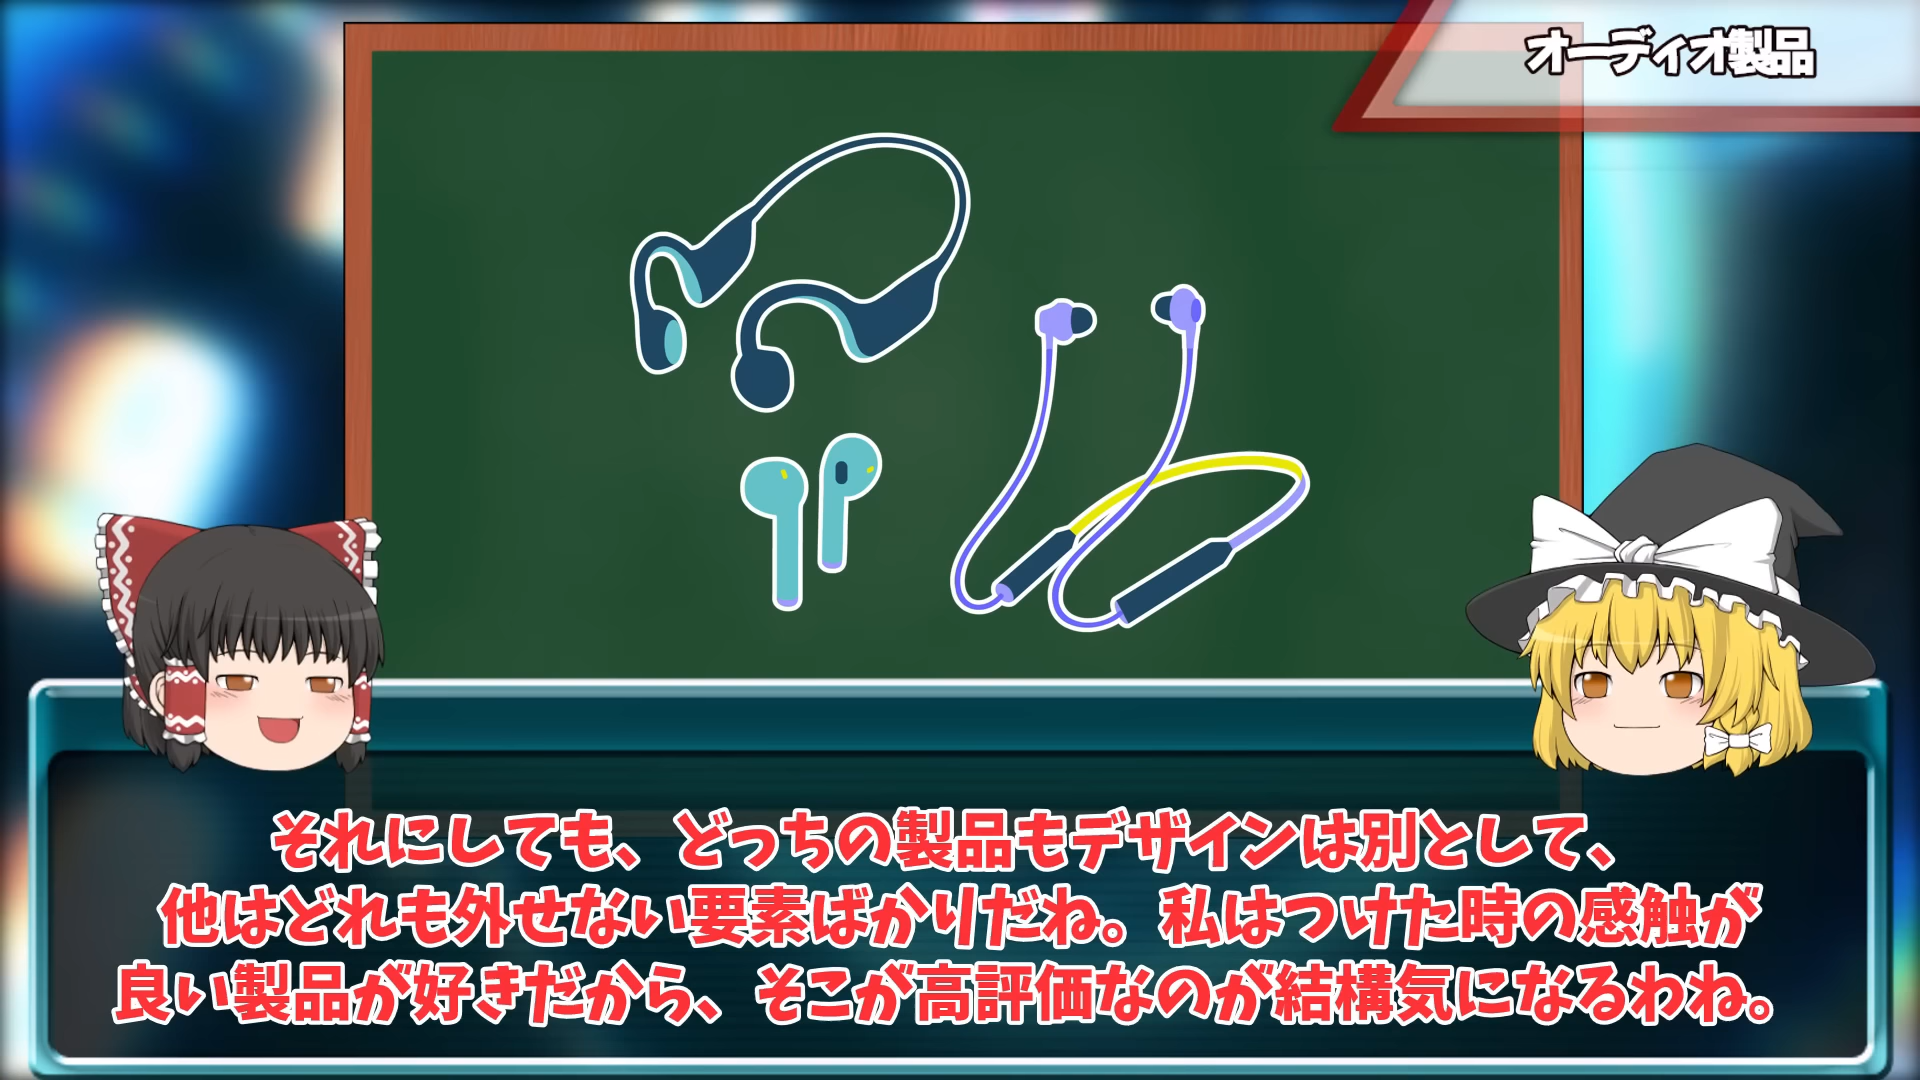 オーディオ製品
それにしても、どっちの製品もデザインは別として、
他はどれも外せない要素ばかりだね。私はつけた時の感触が
良い製品が好きだから、そこが高評価なのが結構気になるわね。